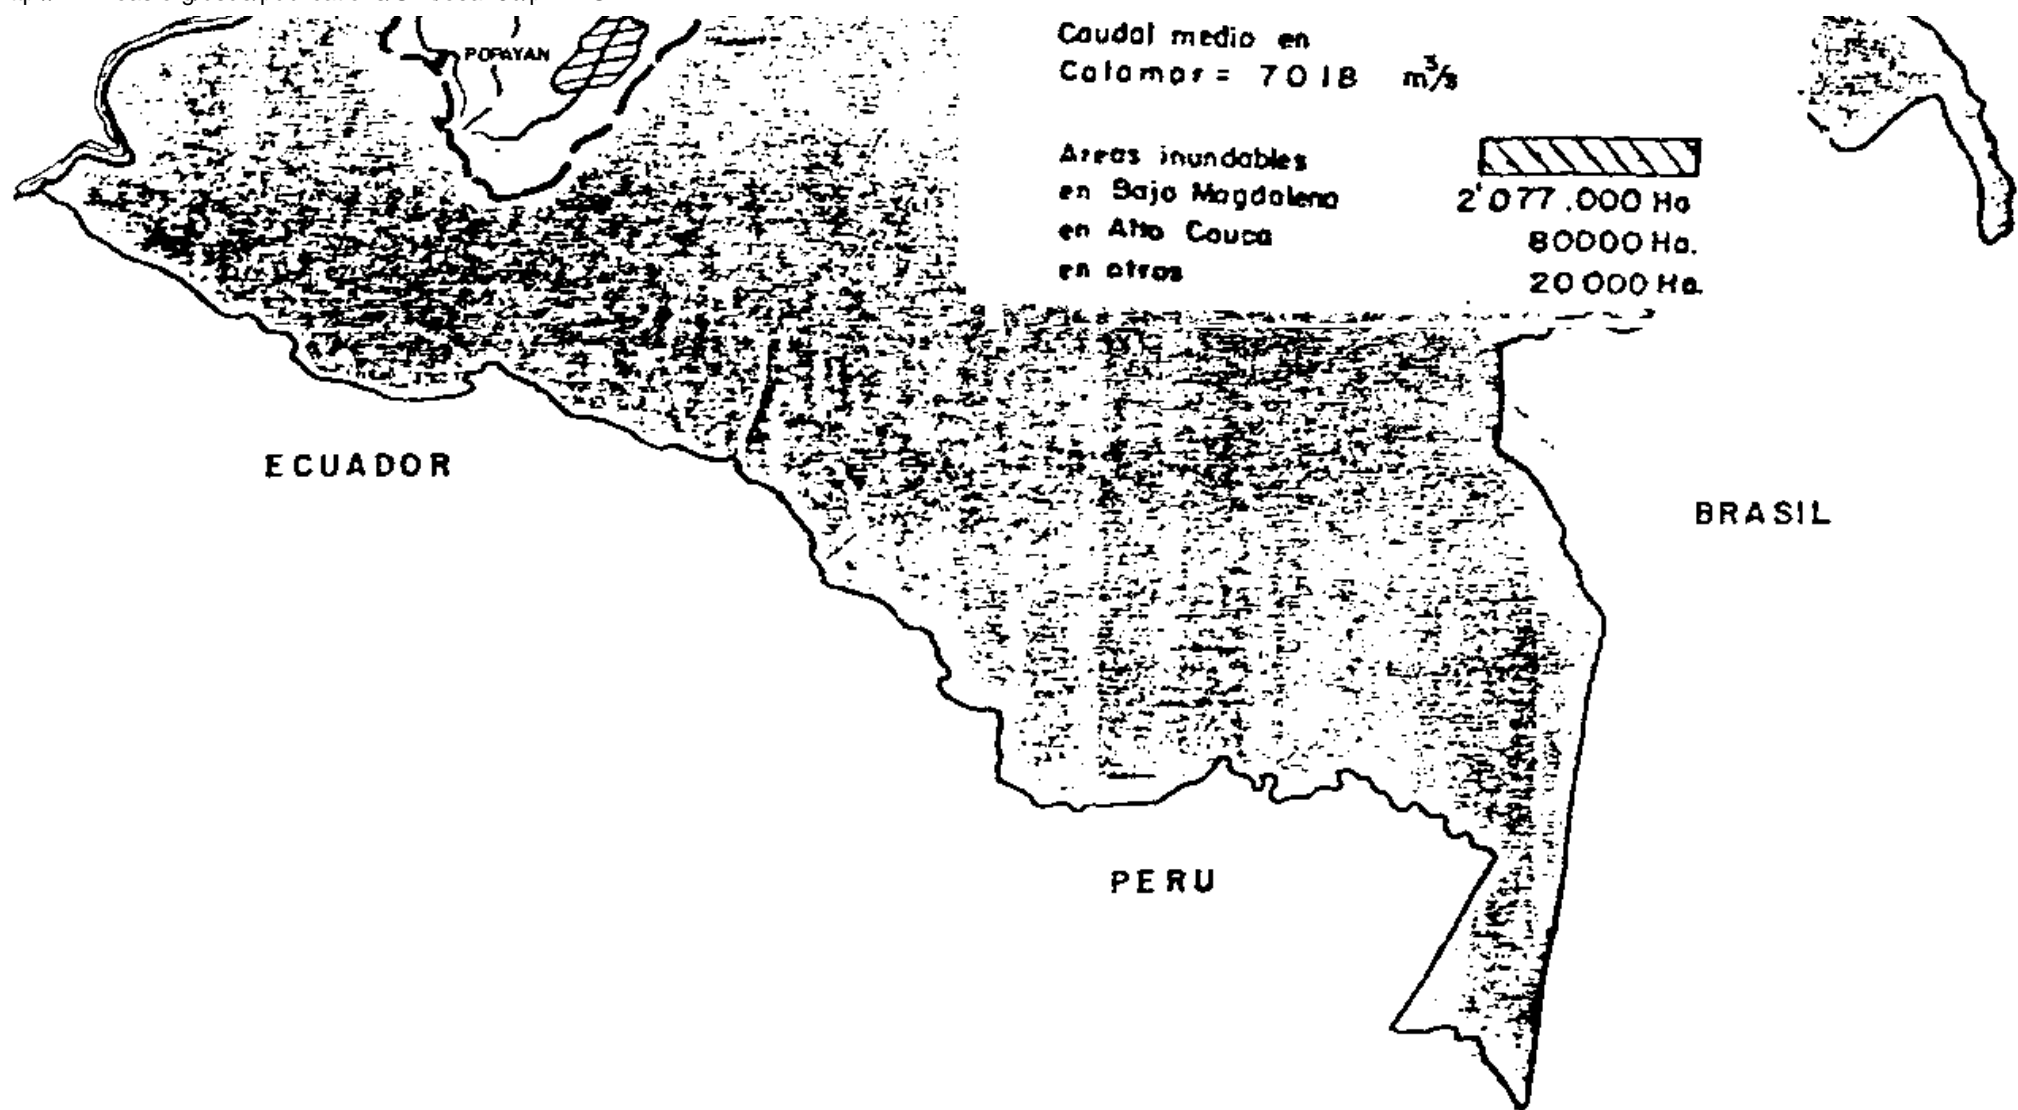 POPAYAN
Caudal medio en
Calamar = 7018 m³/s
Areas inundables
en Bajo Magdalena 2'077.000 Ha
en Alto Cauca 80000 Ha.
en otros 20000 Ha.
ECUADOR
BRASIL
PERU